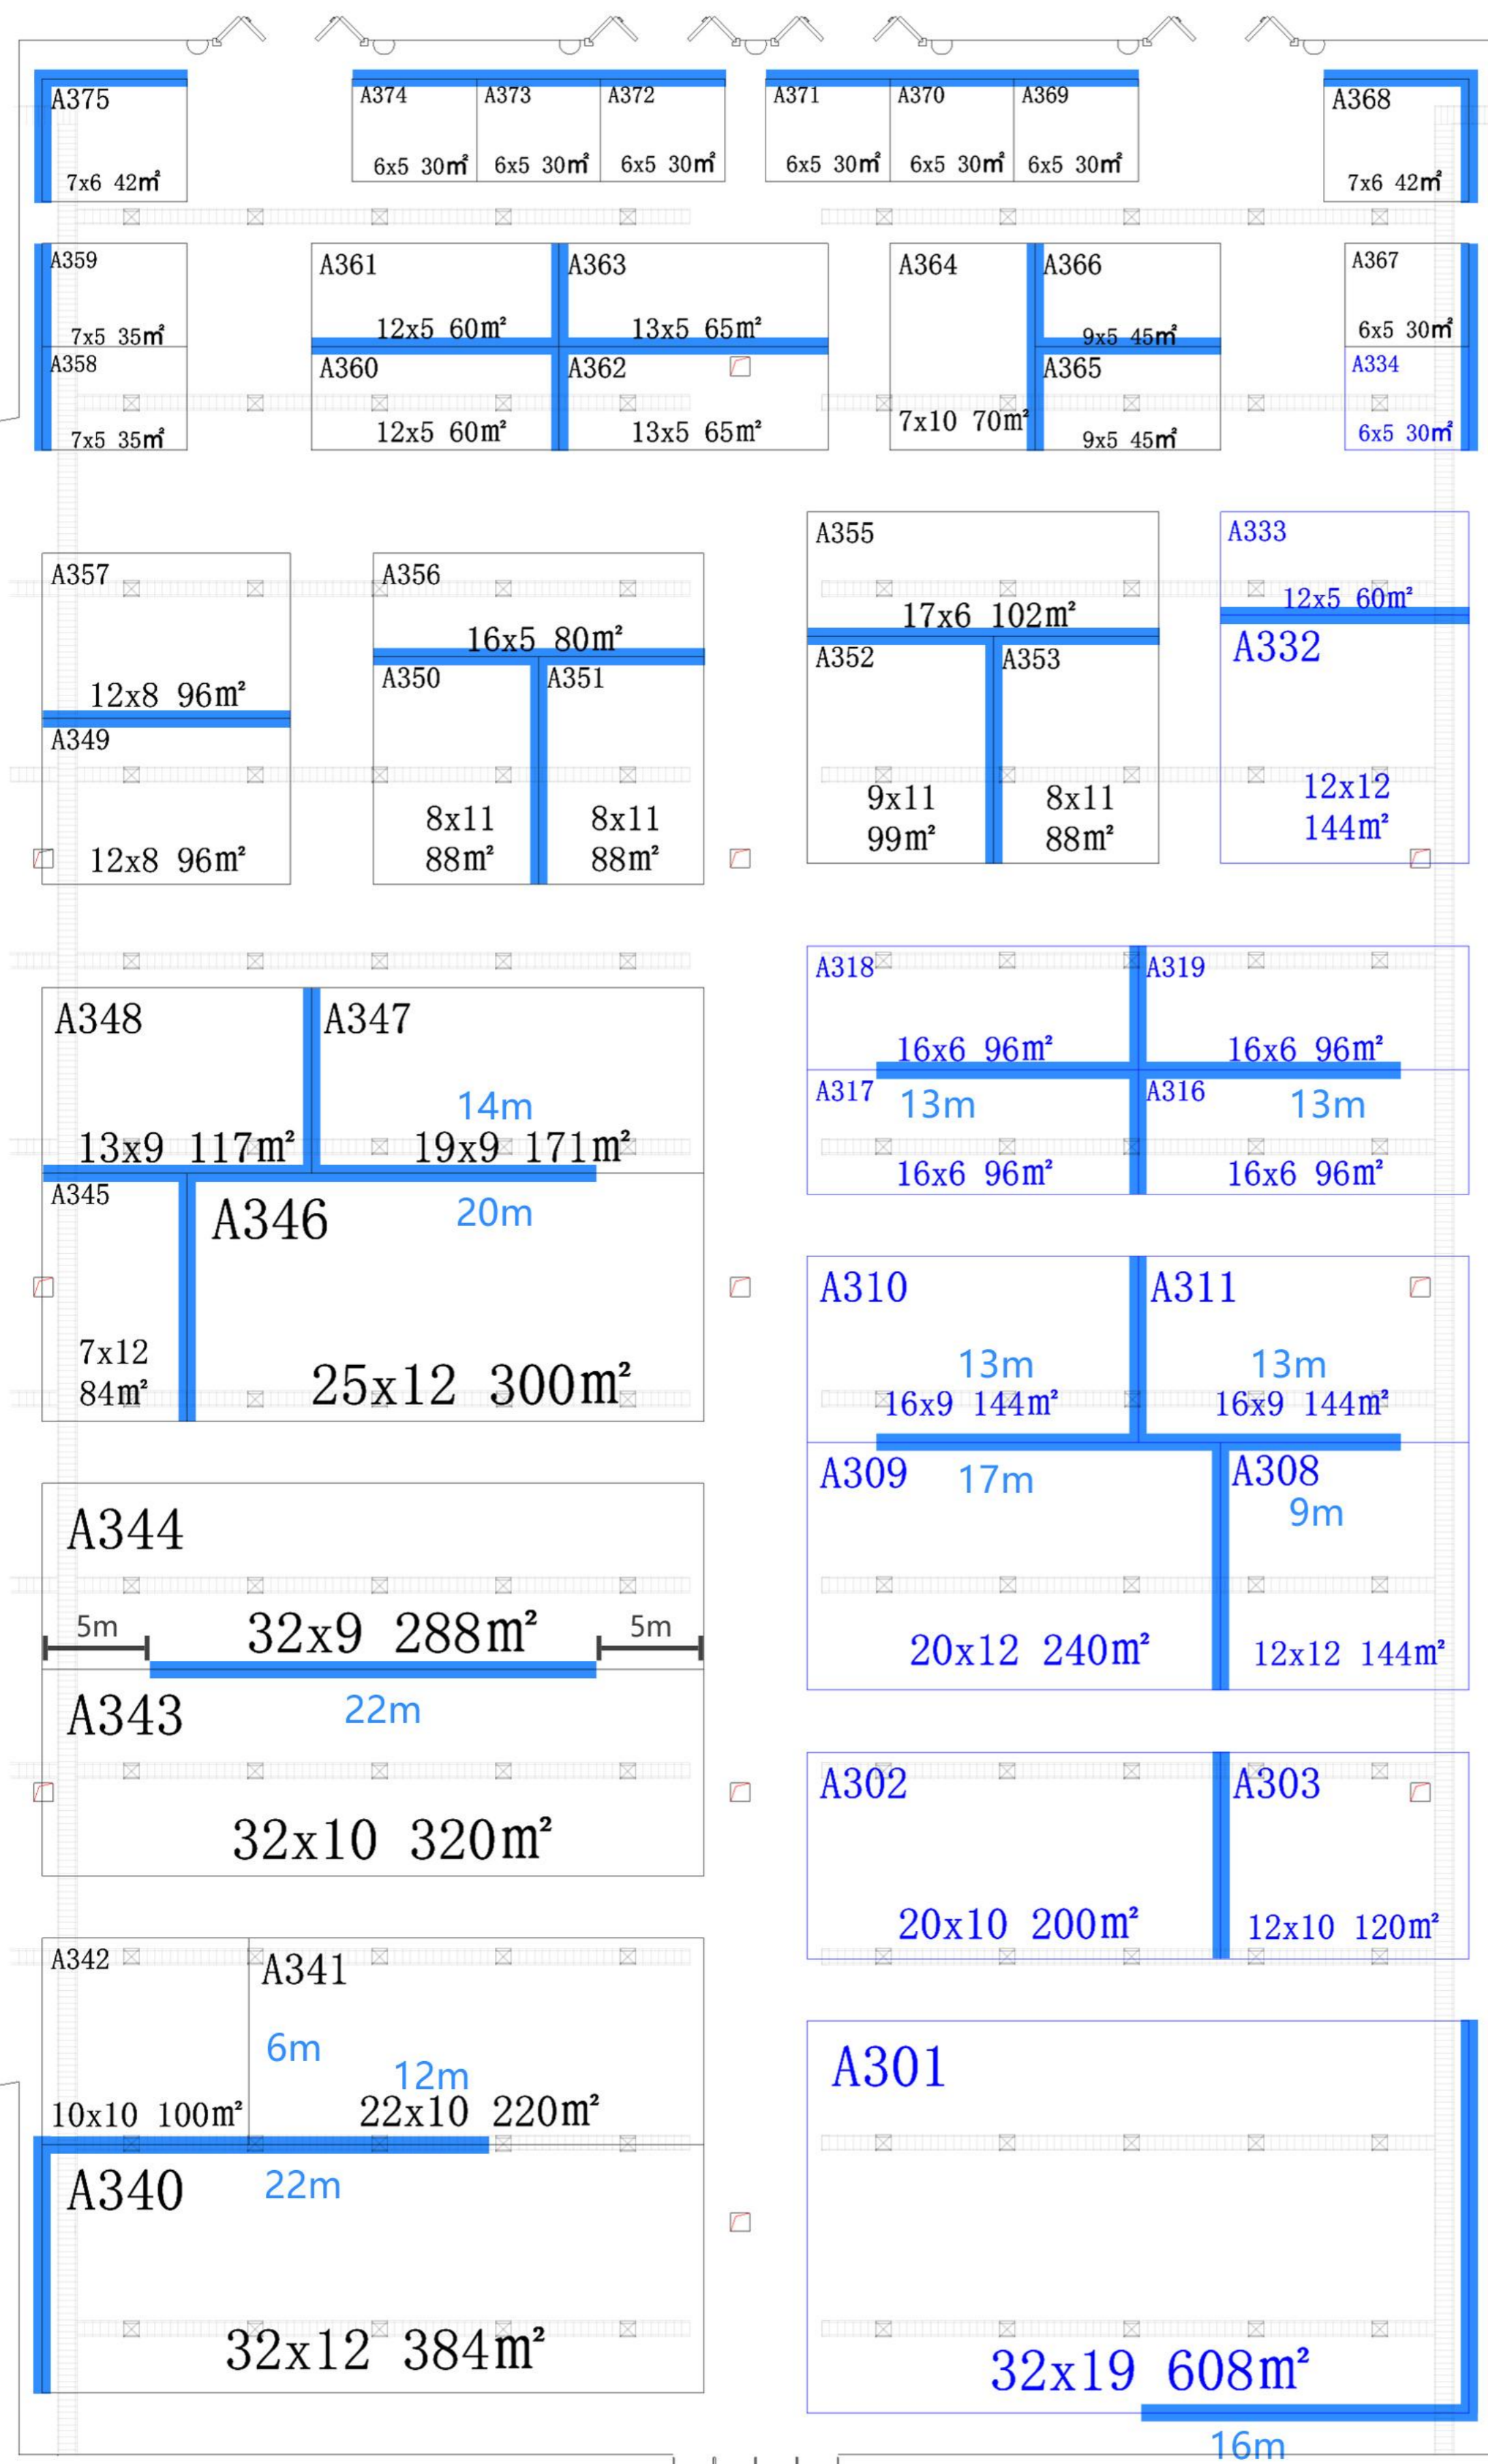 A375
7x6 42㎡
A374
6x5 30㎡
A373
6x5 30㎡
A372
6x5 30㎡
A371
6x5 30㎡
A370
6x5 30㎡
A369
6x5 30㎡
A368
7x6 42㎡
A359
7x5 35㎡
A358
7x5 35㎡
A361
12x5 60㎡
A363
13x5 65㎡
A360
12x5 60㎡
A362
13x5 65㎡
A364
7x10 70㎡
A366
9x5 45㎡
A365
9x5 45㎡
A367
6x5 30㎡
A334
6x5 30㎡
A357
12x8 96㎡
A349
12x8 96㎡
A356
16x5 80㎡
A350
8x11
88㎡
A351
8x11
88㎡
A355
17x6 102㎡
A352
9x11
99㎡
A353
8x11
88㎡
A333
12x5 60㎡
A332
12x12
144㎡
A348
13x9 117㎡
A347
14m
19x9 171㎡
A345
7x12
84㎡
A346
20m
25x12 300㎡
A318
16x6 96㎡
A319
16x6 96㎡
A317
13m
16x6 96㎡
A316
13m
16x6 96㎡
A310
13m
16x9 144㎡
A311
13m
16x9 144㎡
A309
17m
20x12 240㎡
A308
9m
12x12 144㎡
A344
5m
32x9 288㎡
5m
A343
22m
32x10 320㎡
A302
20x10 200㎡
A303
12x10 120㎡
A342
10x10 100㎡
A341
6m
12m
22x10 220㎡
A340
22m
32x12 384㎡
A301
32x19 608㎡
16m